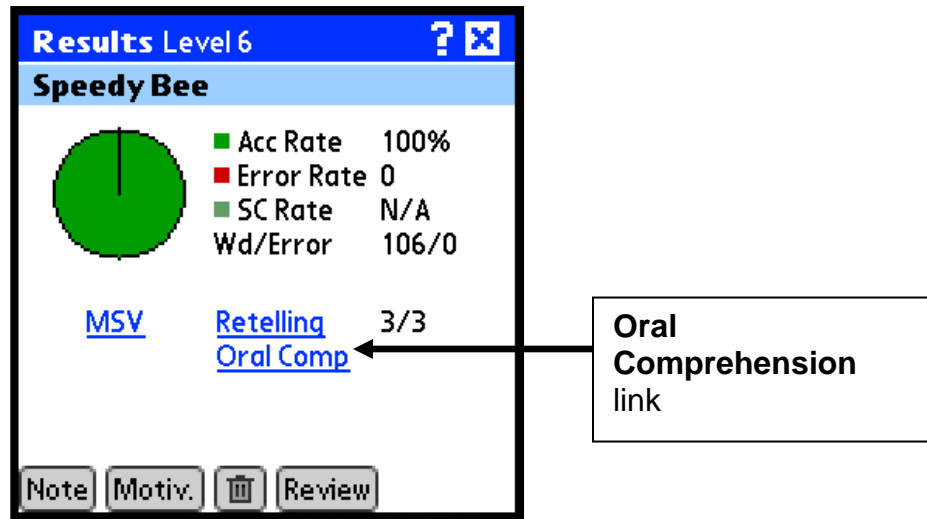 Results Level 6 ?
Speedy Bee
Acc Rate 100%
Error Rate 0
SC Rate N/A
Wd/Error 106/0
MSV Retelling 3/3
Oral Comp
Oral
Comprehension
link
Note Motiv. Review